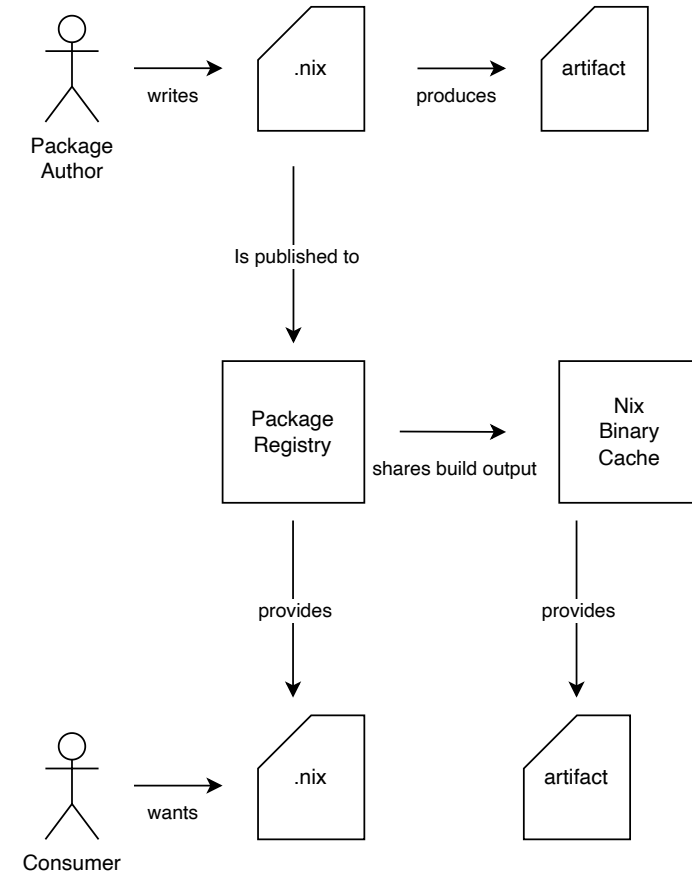 .nix
artifact
writes
produces
Package
Author
Is published to
Package
Registry
Nix
Binary
Cache
shares build output
provides
provides
.nix
artifact
wants
Consumer